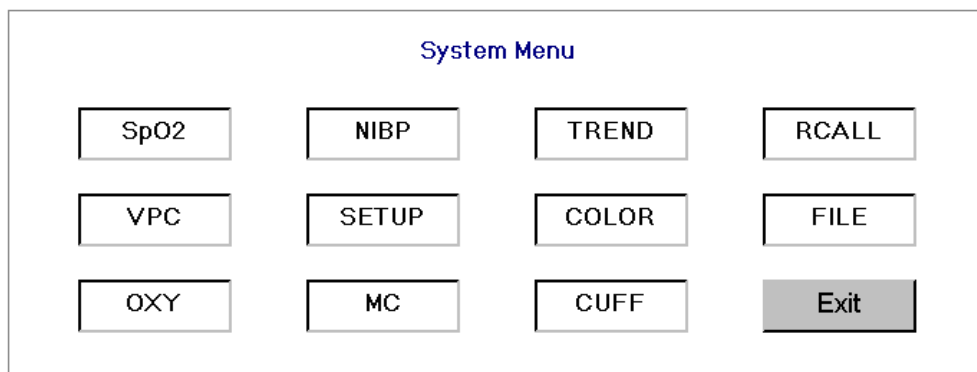 System Menu
SpO2 NIBP TREND RCALL
VPC SETUP COLOR FILE
OXY MC CUFF Exit